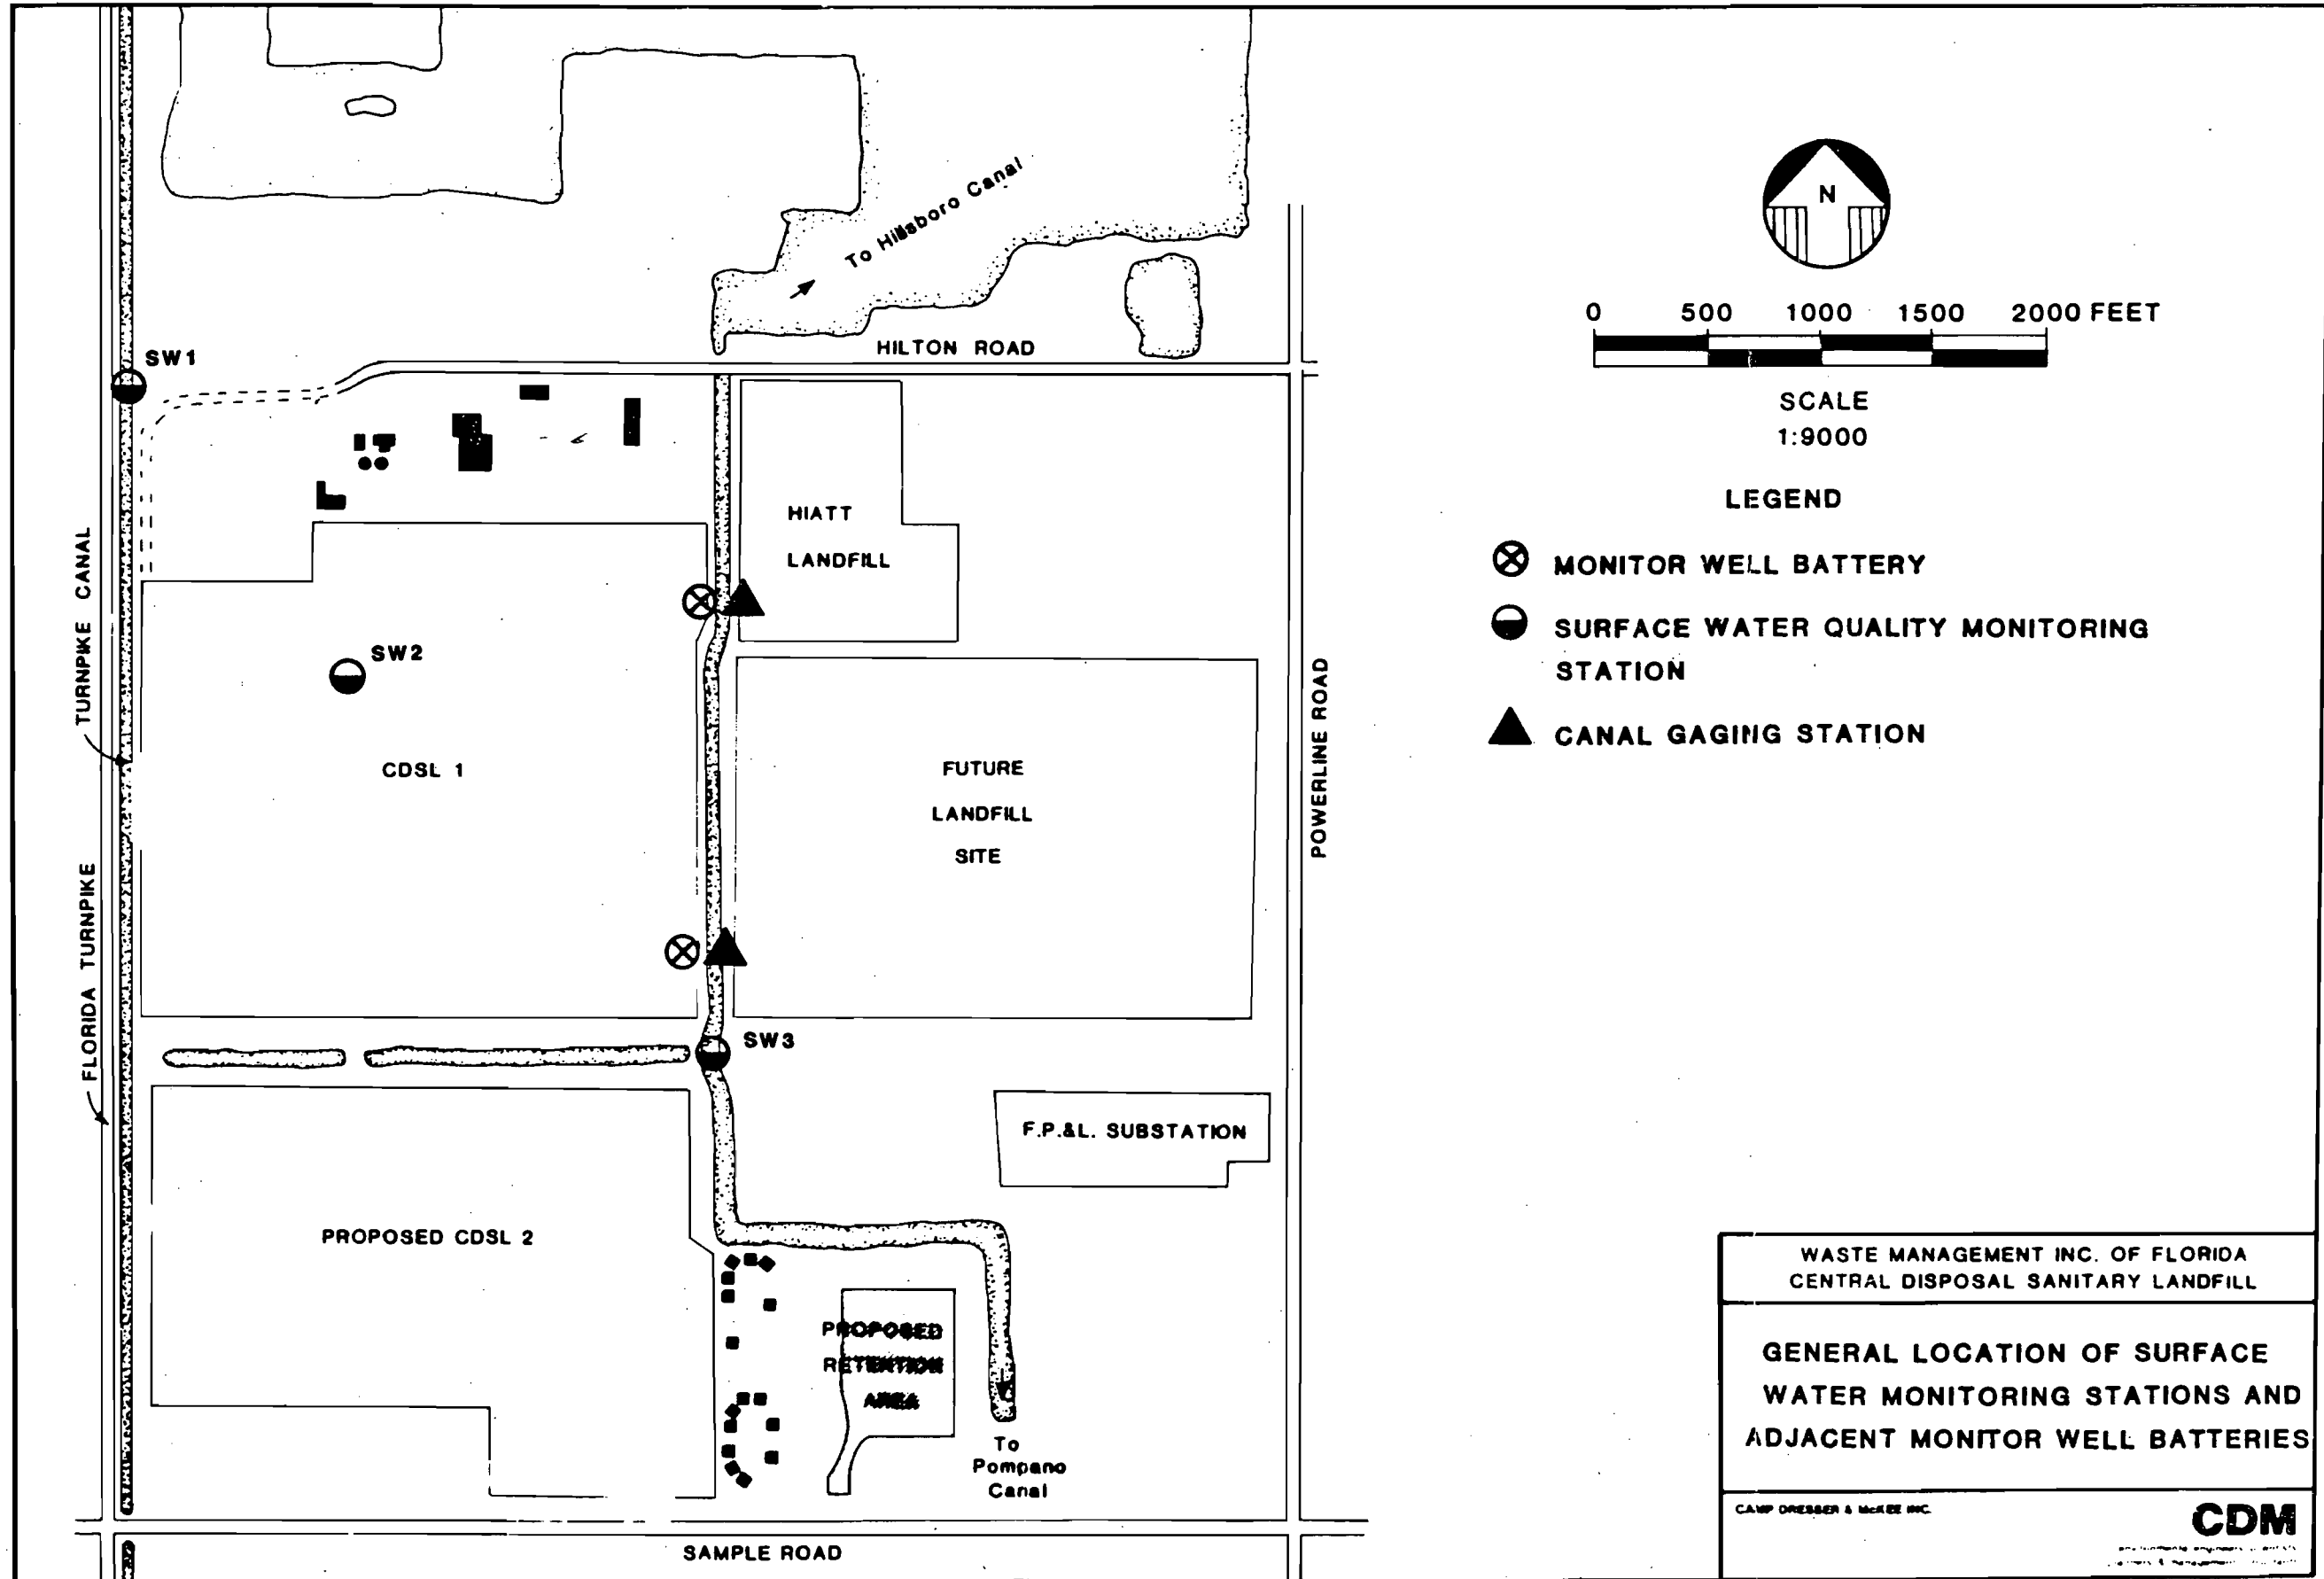 To Hillsboro Canal
HILTON ROAD
SW1
HIATT
LANDFILL
TURNPIKE CANAL
SW2
CDSL 1
FUTURE
LANDFILL
SITE
POWERLINE ROAD
FLORIDA TURNPIKE
SW3
F.P.&L. SUBSTATION
PROPOSED CDSL 2
PROPOSED
RETENTION
AREA
To
Pompano
Canal
SAMPLE ROAD
N
0 500 1000 1500 2000 FEET
SCALE
1:9000
LEGEND
MONITOR WELL BATTERY
SURFACE WATER QUALITY MONITORING
STATION
CANAL GAGING STATION
WASTE MANAGEMENT INC. OF FLORIDA
CENTRAL DISPOSAL SANITARY LANDFILL
GENERAL LOCATION OF SURFACE
WATER MONITORING STATIONS AND
ADJACENT MONITOR WELL BATTERIES
CAMP DRESSER & McKEE INC.
CDM